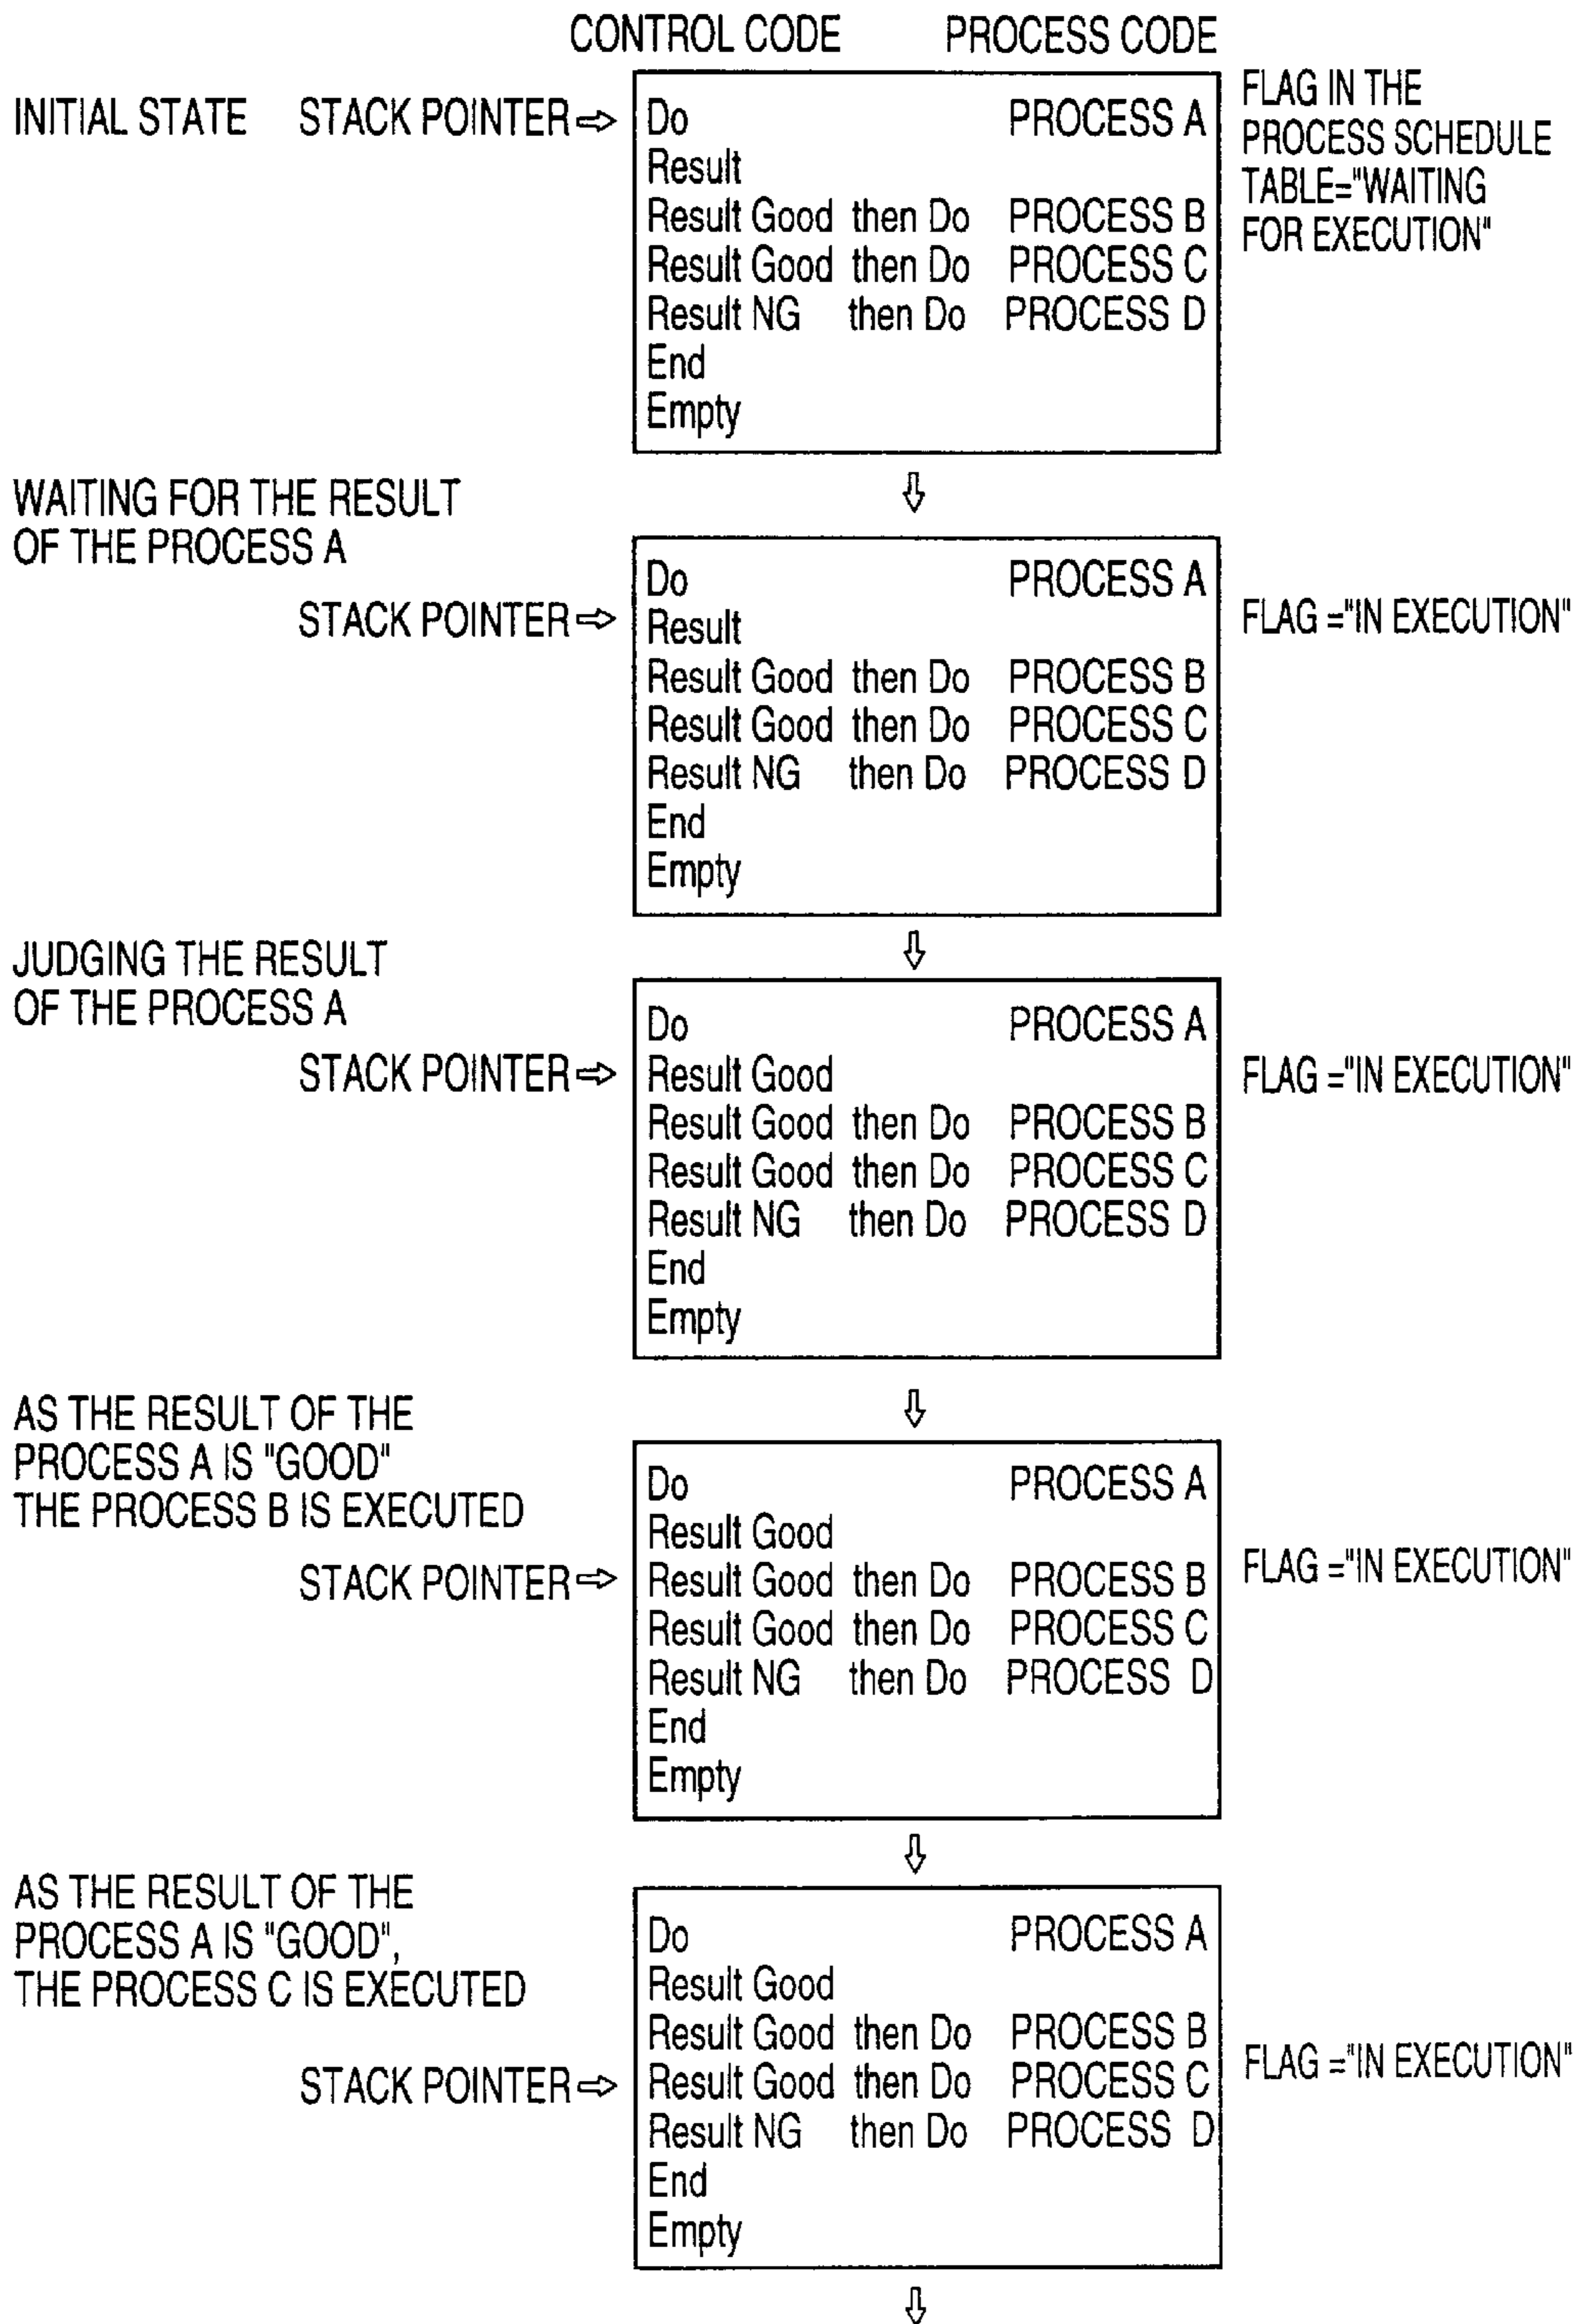 CONTROL CODE PROCESS CODE
INITIAL STATE STACK POINTER ⇨ Do PROCESS A
Result
Result Good then Do PROCESS B
Result Good then Do PROCESS C
Result NG then Do PROCESS D
End
Empty
FLAG IN THE
PROCESS SCHEDULE
TABLE="WAITING
FOR EXECUTION"
⇩
WAITING FOR THE RESULT
OF THE PROCESS A
Do PROCESS A
STACK POINTER ⇨ Result FLAG ="IN EXECUTION"
Result Good then Do PROCESS B
Result Good then Do PROCESS C
Result NG then Do PROCESS D
End
Empty
⇩
JUDGING THE RESULT
OF THE PROCESS A
Do PROCESS A
STACK POINTER ⇨ Result Good FLAG ="IN EXECUTION"
Result Good then Do PROCESS B
Result Good then Do PROCESS C
Result NG then Do PROCESS D
End
Empty
⇩
AS THE RESULT OF THE
PROCESS A IS "GOOD"
THE PROCESS B IS EXECUTED
Do PROCESS A
Result Good
STACK POINTER ⇨ Result Good then Do PROCESS B FLAG ="IN EXECUTION"
Result Good then Do PROCESS C
Result NG then Do PROCESS D
End
Empty
⇩
AS THE RESULT OF THE
PROCESS A IS "GOOD",
THE PROCESS C IS EXECUTED
Do PROCESS A
Result Good
Result Good then Do PROCESS B
STACK POINTER ⇨ Result Good then Do PROCESS C FLAG ="IN EXECUTION"
Result NG then Do PROCESS D
End
Empty
⇩